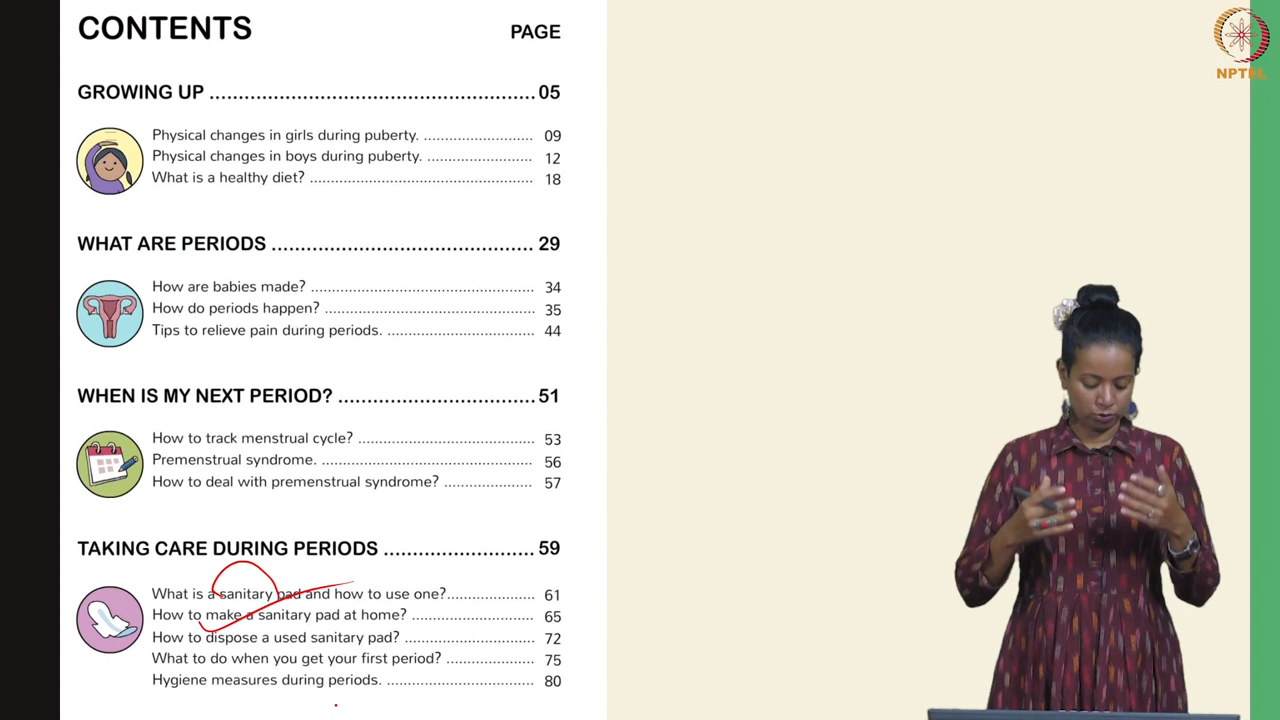 CONTENTS PAGE
GROWING UP ..................................................... 05
Physical changes in girls during puberty. ......................... 09
Physical changes in boys during puberty. ........................ 12
What is a healthy diet? ..................................................... 18
WHAT ARE PERIODS .......................................... 29
How are babies made? ..................................................... 34
How do periods happen? .................................................. 35
Tips to relieve pain during periods. .................................. 44
WHEN IS MY NEXT PERIOD? ................................ 51
How to track menstrual cycle? ......................................... 53
Premenstrual syndrome. .................................................. 56
How to deal with premenstrual syndrome? ..................... 57
TAKING CARE DURING PERIODS ........................ 59
What is a sanitary pad and how to use one?.................... 61
How to make a sanitary pad at home? ............................. 65
How to dispose a used sanitary pad? .............................. 72
What to do when you get your first period? ..................... 75
Hygiene measures during periods. .................................. 80
NPTEL